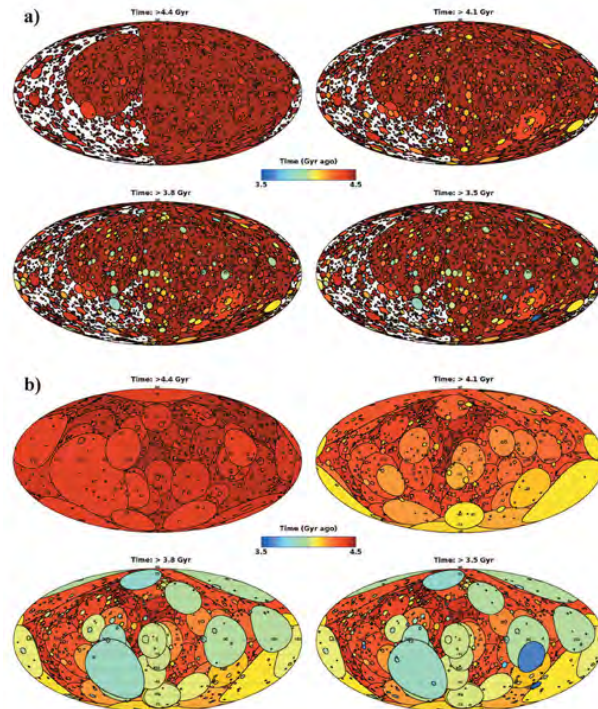 a)
Time: >4.4 Gyr
Time: > 4.1 Gyr
Time (Gyr ago)
3.5 4.5
Time: > 3.8 Gyr
Time: > 3.5 Gyr
b)
Time: >4.4 Gyr
Time: > 4.1 Gyr
Time (Gyr ago)
3.5 4.5
Time: > 3.8 Gyr
Time: > 3.5 Gyr